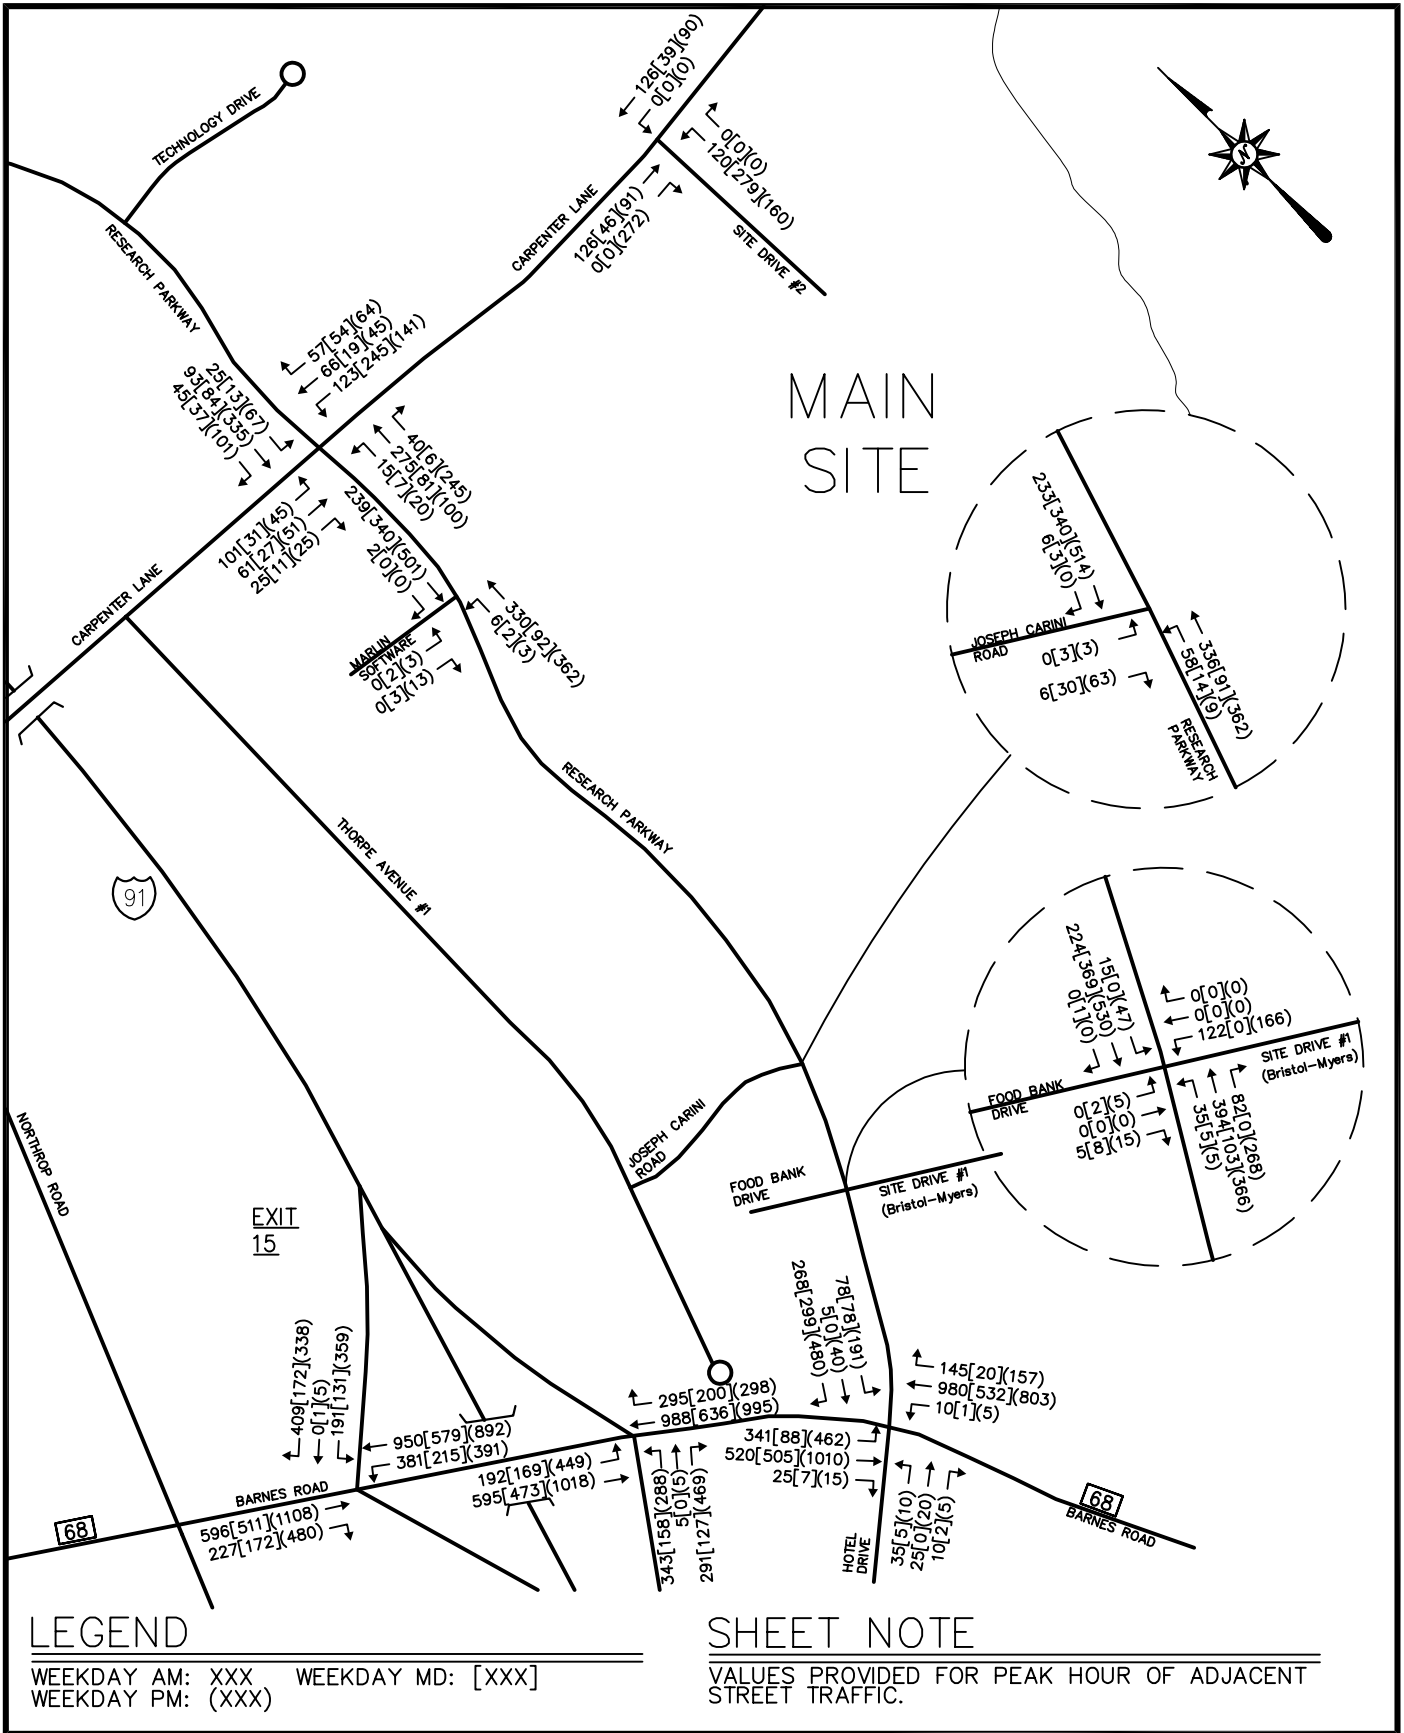 126[39](90)
0[0](0)
0[0](0)
120[279](160)
TECHNOLOGY DRIVE
CARPENTER LANE
126[46](91)
0[0](272)
SITE DRIVE #2
RESEARCH PARKWAY
57[54](64)
66[19](45)
123[245](141)
25[13](67)
93[84](335)
45[37](101)
40[6](245)
275[81](100)
15[7](20)
MAIN
SITE
101[31](45)
61[27](51)
25[11](25)
239[340](501)
2[0](0)
CARPENTER LANE
MARLIN
SOFTWARE
0[2](3)
0[3](13)
330[92](362)
6[2](3)
233[340](514)
6[3](0)
JOSEPH CARINI
ROAD
0[3](3)
6[30](63)
336[91](362)
58[14](9)
RESEARCH
PARKWAY
RESEARCH PARKWAY
THORPE AVENUE #1
91
15[0](47)
224[369](530)
0[1](0)
0[0](0)
0[0](0)
122[0](166)
SITE DRIVE #1
(Bristol-Myers)
FOOD BANK
DRIVE
0[2](5)
0[0](0)
5[8](15)
82[0](268)
394[103](366)
35[5](5)
NORTHROP ROAD
JOSEPH CARINI
ROAD
FOOD BANK
DRIVE
SITE DRIVE #1
(Bristol-Myers)
EXIT
15
268[299](480)
5[0](40)
78[78](191)
409[172](338)
0[1](5)
191[131](359)
295[200](298)
988[636](995)
145[20](157)
980[532](803)
10[1](5)
950[579](892)
381[215](391)
341[88](462)
520[505](1010)
25[7](15)
192[169](449)
595[473](1018)
BARNES ROAD
68
596[511](1108)
227[172](480)
343[158](288)
5[0](5)
291[127](469)
HOTEL
DRIVE
35[5](10)
25[0](20)
10[2](5)
68
BARNES ROAD
LEGEND
WEEKDAY AM: XXX WEEKDAY MD: [XXX]
WEEKDAY PM: (XXX)
SHEET NOTE
VALUES PROVIDED FOR PEAK HOUR OF ADJACENT
STREET TRAFFIC.
N